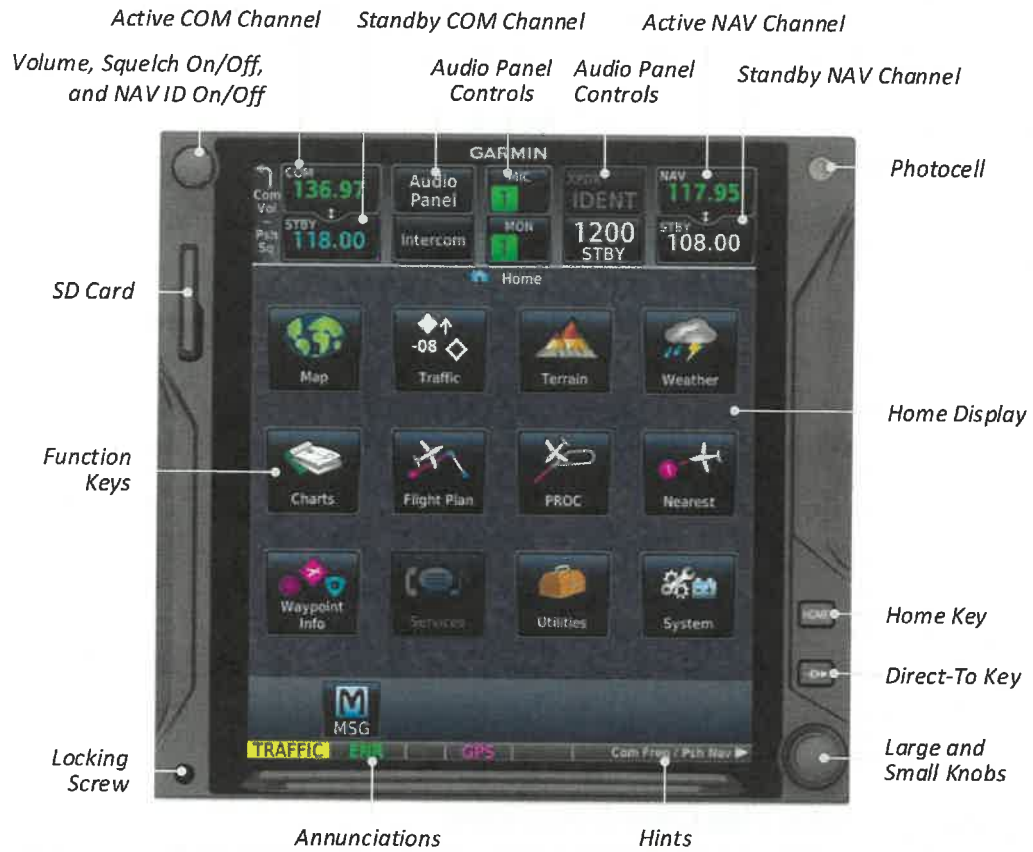 Active COM Channel
Standby COM Channel
Active NAV Channel
Volume, Squelch On/Off,
and NAV ID On/Off
Audio Panel
Controls
Audio Panel
Controls
Standby NAV Channel
Photocell
SD Card
Home Display
Function
Keys
Home Key
Direct-To Key
Large and
Small Knobs
Locking
Screw
Annunciations
Hints
GARMIN
Com
Vol
Psh
Sq
COM
136.97
STBY
118.00
Audio
Panel
Intercom
MIC
1
MON
1
XPDR
IDENT
1200
STBY
NAV
117.95
STBY
108.00
Home
Map
-08
Traffic
Terrain
Weather
Charts
Flight Plan
PROC
Nearest
Waypoint
Info
Services
Utilities
System
HOME
M
MSG
TRAFFIC
ENR
GPS
Com Freq / Psh Nav